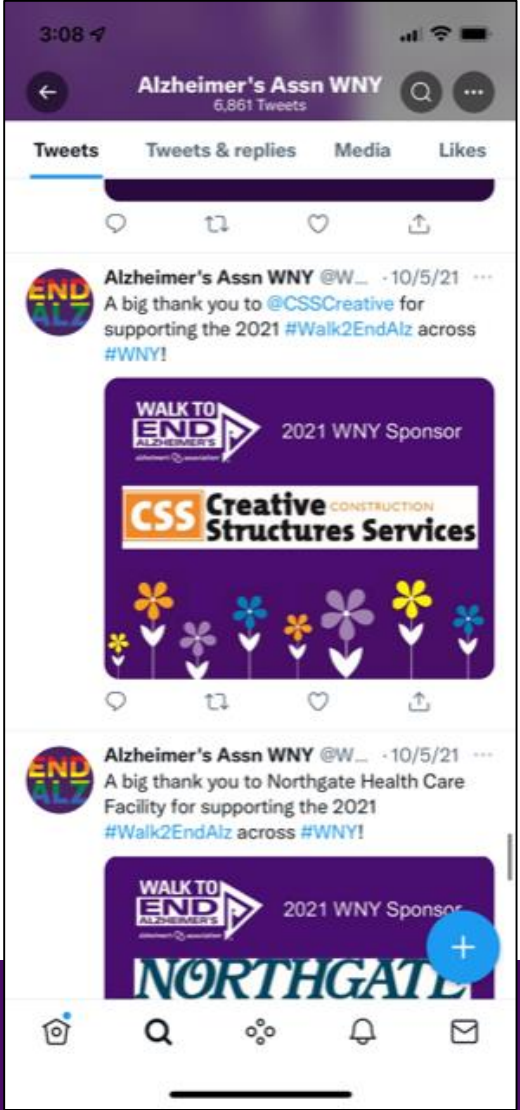 3:08
Alzheimer's Assn WNY
6,861 Tweets
Tweets Tweets & replies Media Likes
END
ALZ
Alzheimer's Assn WNY @W... · 10/5/21 ...
A big thank you to @CSSCreative for
supporting the 2021 #Walk2EndAlz across
#WNY!
WALK TO
END
ALZHEIMER'S
alzheimer's association
2021 WNY Sponsor
CSS Creative CONSTRUCTION
Structures Services
END
ALZ
Alzheimer's Assn WNY @W... · 10/5/21 ...
A big thank you to Northgate Health Care
Facility for supporting the 2021
#Walk2EndAlz across #WNY!
WALK TO
END
ALZHEIMER'S
alzheimer's association
2021 WNY Sponsor
NORTHGATE